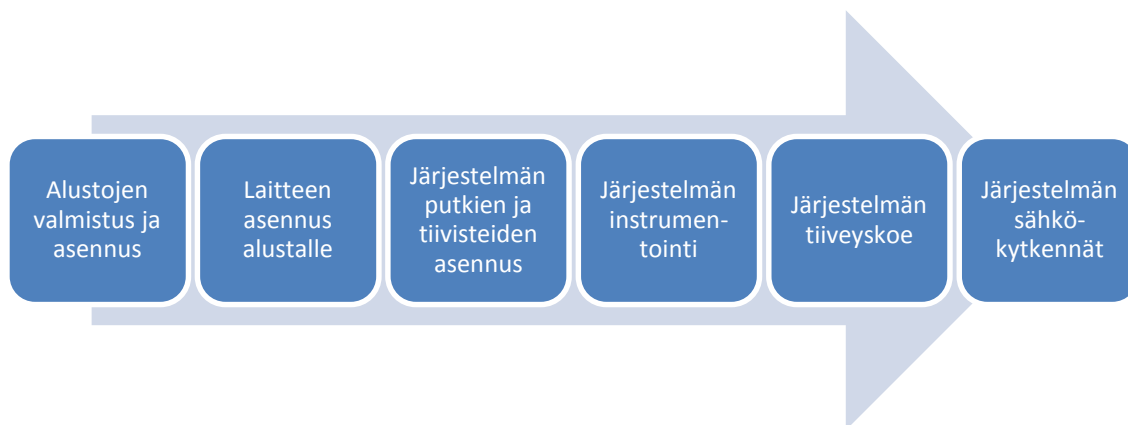 Alustojen
valmistus ja
asennus
Laitteen
asennus
alustalle
Järjestelmän
putkien ja
tiivisteiden
asennus
Järjestelmän
instrumen-
tointi
Järjestelmän
tiiveyskoe
Järjestelmän
sähkö-
kytkennät